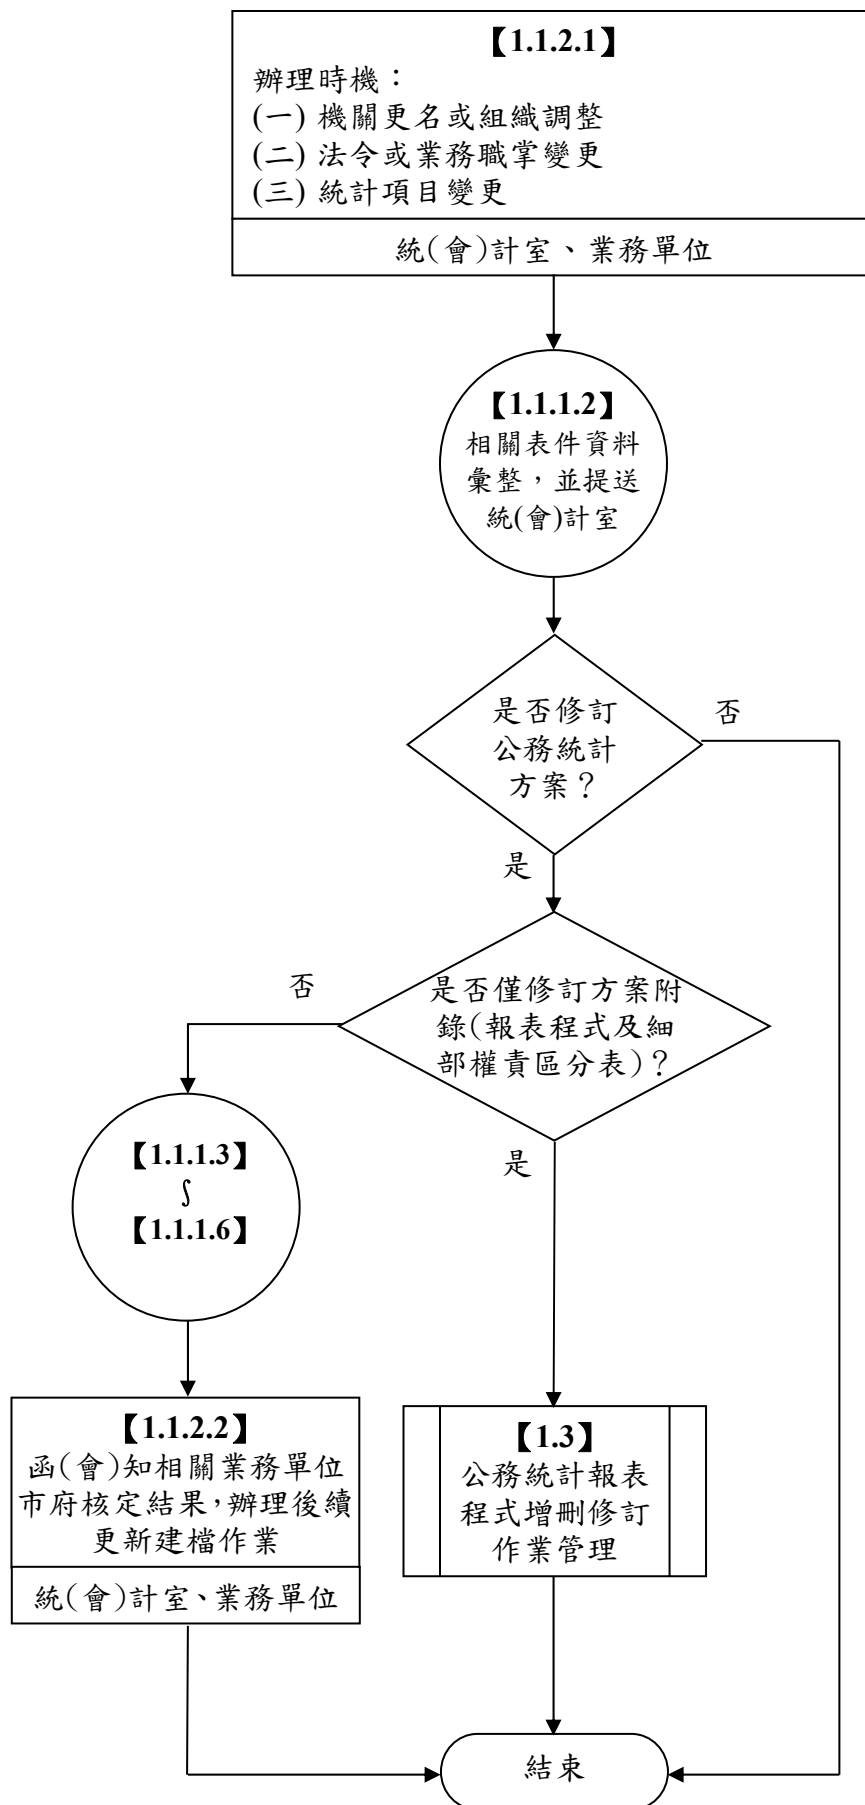 【1.1.2.1】
辦理時機：
(一) 機關更名或組織調整
(二) 法令或業務職掌變更
(三) 統計項目變更
統(會)計室、業務單位
【1.1.1.2】
相關表件資料
彙整，並提送
統(會)計室
是否修訂
公務統計
方案？
否
是
是否僅修訂方案附
錄(報表程式及細
部權責區分表)？
否
是
【1.1.1.3】
∫
【1.1.1.6】
【1.1.2.2】
函(會)知相關業務單位
市府核定結果，辦理後續
更新建檔作業
統(會)計室、業務單位
【1.3】
公務統計報表
程式增刪修訂
作業管理
結束